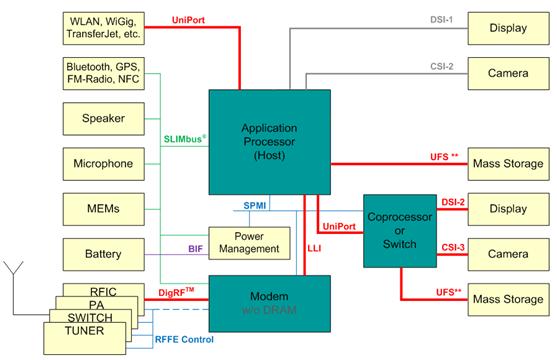 WLAN, WiGig,
TransferJet, etc.
UniPort
DSI-1
Display
Bluetooth, GPS,
FM-Radio, NFC
CSI-2
Camera
Speaker
Application
Processor
(Host)
SLIMbus®
Microphone
UFS **
Mass Storage
MEMs
SPMI
DSI-2
Display
Coprocessor
or
Switch
UniPort
Power
Management
Battery
BIF
LLI
CSI-3
Camera
RFIC
DigRF™
Modem
w/o DRAM
UFS**
Mass Storage
PA
SWITCH
TUNER
RFFE Control